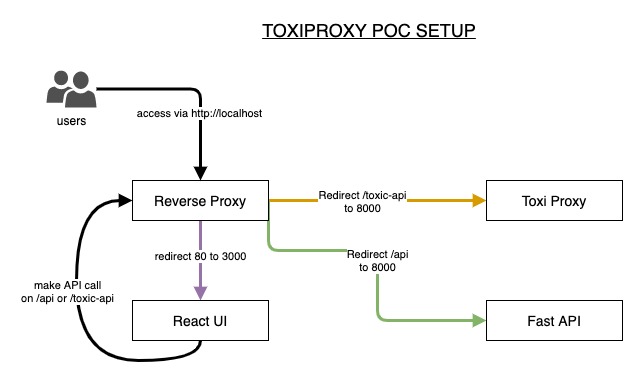 TOXIPROXY POC SETUP
users
access via http://localhost
Reverse Proxy
Redirect /toxic-api
to 8000
Toxi Proxy
redirect 80 to 3000
Redirect /api
to 8000
make API call
on /api or /toxic-api
React UI
Fast API